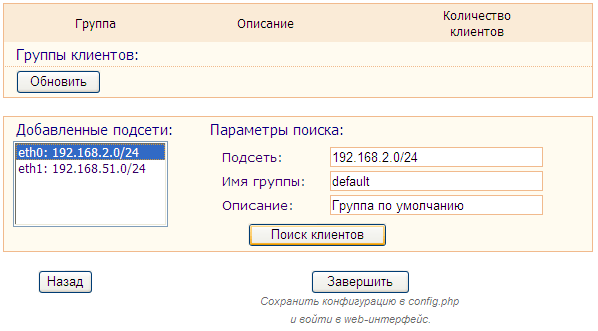 Группа Описание Количество клиентов
Группы клиентов:
Обновить
Добавленные подсети: Параметры поиска:
eth0: 192.168.2.0/24
eth1: 192.168.51.0/24
Подсеть: 192.168.2.0/24
Имя группы: default
Описание: Группа по умолчанию
Поиск клиентов
Назад Завершить
Сохранить конфигурацию в config.php
и войти в web-интерфейс.